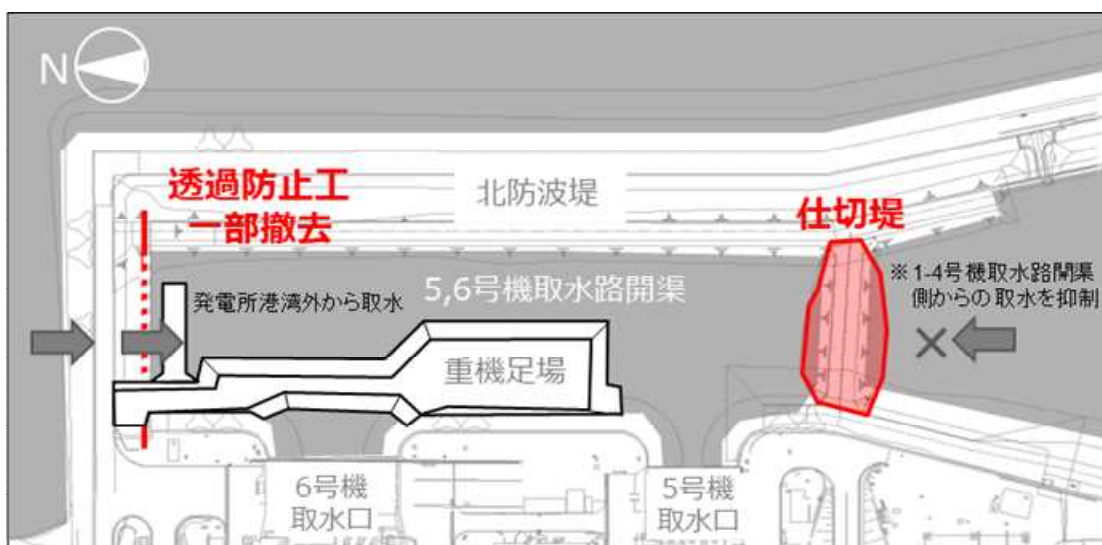 N
透過防止工
一部撤去
北防波堤
仕切堤
5,6号機取水路開渠
※1-4号機取水路開渠
側からの取水を抑制
発電所港湾外から取水
重機足場
6号機
取水口
5号機
取水口